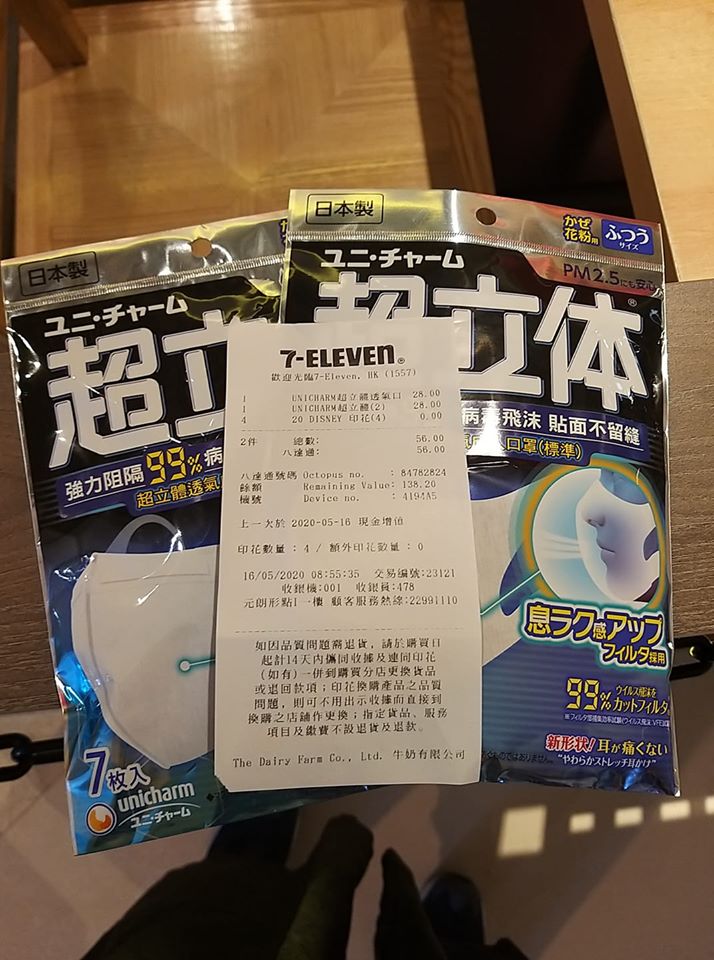 日本製
ユニ・チャーム
超立
強力阻隔99%病
超立體透氣
7枚入
unicharm
ユニ・チャーム
日本製
かぜ
花粉用
ふつう
サイズ
ユニ・チャーム
PM2.5にも安心
超立体®
飛沫 貼面不留縫
口罩(標準)
息ラク感アップ
フィルタ採用
99%ウイルス飛沫を
カットフィルタ
新形状! 耳が痛くない
"やわらかストレッチ耳かけ"
7-ELEVEN®
歡迎光臨7-Eleven, HK (1557)
1 UNICHARM超立體透氣口 28.00
1 UNICHARM超立體(2) 28.00
4 20 DISNEY 印花(4) 0.00
2件 總數: 56.00
八達通: 56.00
八達通號碼 Octopus no. : 84782824
餘額 Remaining Value: 138.20
機號 Device no. : 4194A5
上一次於 2020-05-16 現金增值
印花數量 : 4 / 額外印花數量 : 0
16/05/2020 08:55:35 交易編號:23121
收銀機:001 收銀員:478
元朗形點I一樓 顧客服務熱線:22991110
如因品質問題需退貨, 請於購買日
起計14天內攜同收據及連同印花
(如有)一併到購買分店更換貨品
或退回款項；印花換購產品之品質
問題, 則可不用出示收據而直接到
換購之店鋪作更換；指定貨品、服務
項目及繳費不設退貨及退款。
The Dairy Farm Co., Ltd. 牛奶有限公司